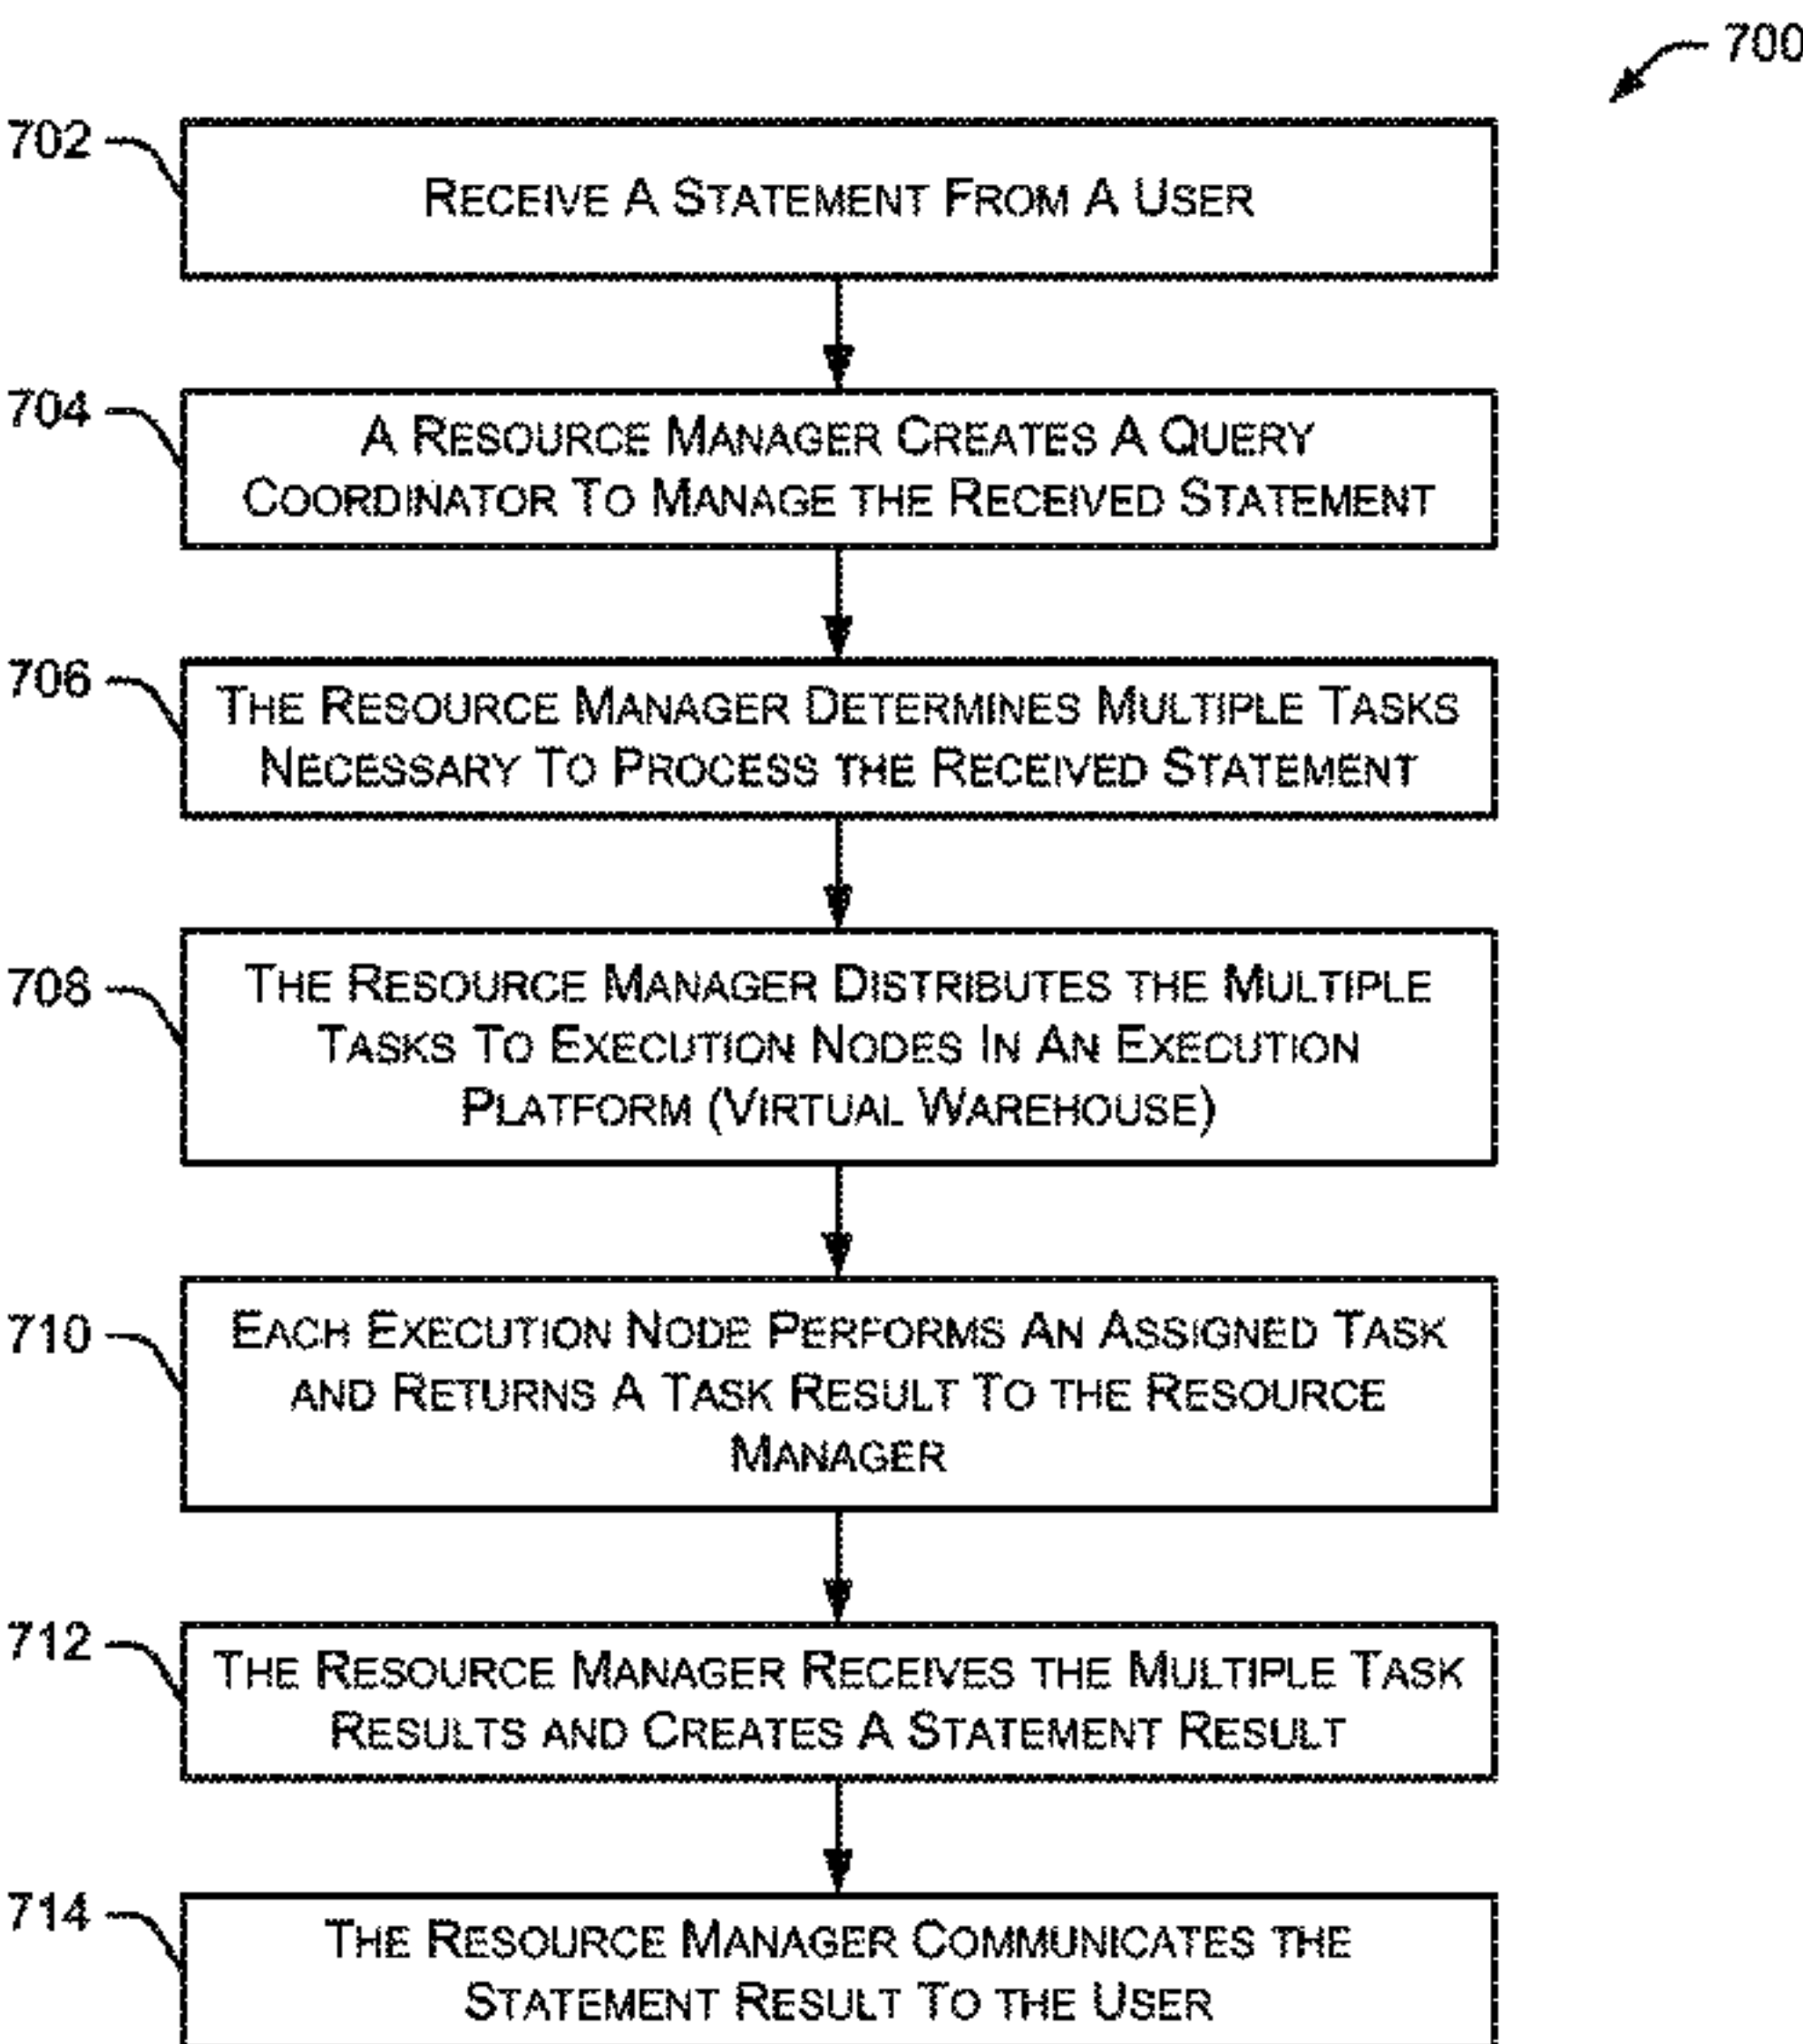 700
702
RECEIVE A STATEMENT FROM A USER
704
A RESOURCE MANAGER CREATES A QUERY
COORDINATOR TO MANAGE THE RECEIVED STATEMENT
706
THE RESOURCE MANAGER DETERMINES MULTIPLE TASKS
NECESSARY TO PROCESS THE RECEIVED STATEMENT
708
THE RESOURCE MANAGER DISTRIBUTES THE MULTIPLE
TASKS TO EXECUTION NODES IN AN EXECUTION
PLATFORM (VIRTUAL WAREHOUSE)
710
EACH EXECUTION NODE PERFORMS AN ASSIGNED TASK
AND RETURNS A TASK RESULT TO THE RESOURCE
MANAGER
712
THE RESOURCE MANAGER RECEIVES THE MULTIPLE TASK
RESULTS AND CREATES A STATEMENT RESULT
714
THE RESOURCE MANAGER COMMUNICATES THE
STATEMENT RESULT TO THE USER